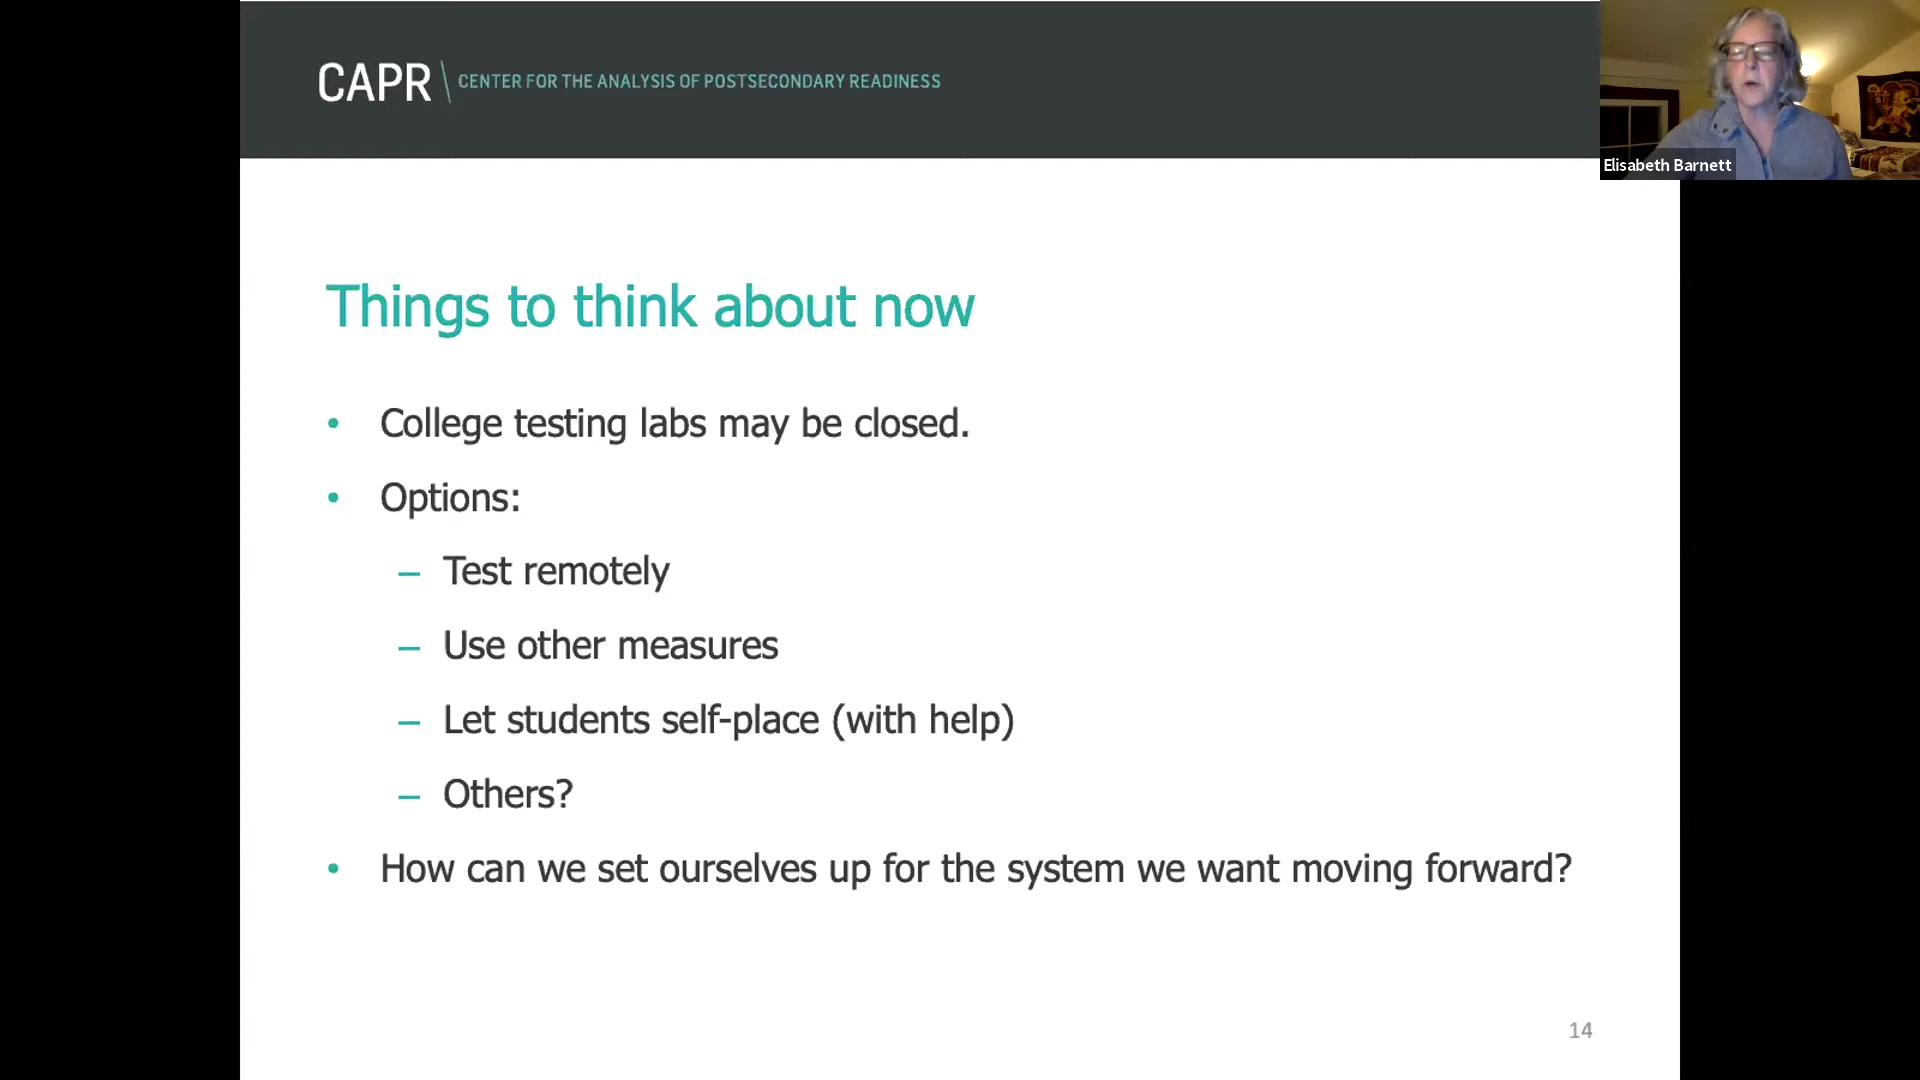 CAPR CENTER FOR THE ANALYSIS OF POSTSECONDARY READINESS
Elisabeth Barnett
Things to think about now
• College testing labs may be closed.
• Options:
– Test remotely
– Use other measures
– Let students self-place (with help)
– Others?
• How can we set ourselves up for the system we want moving forward?
14